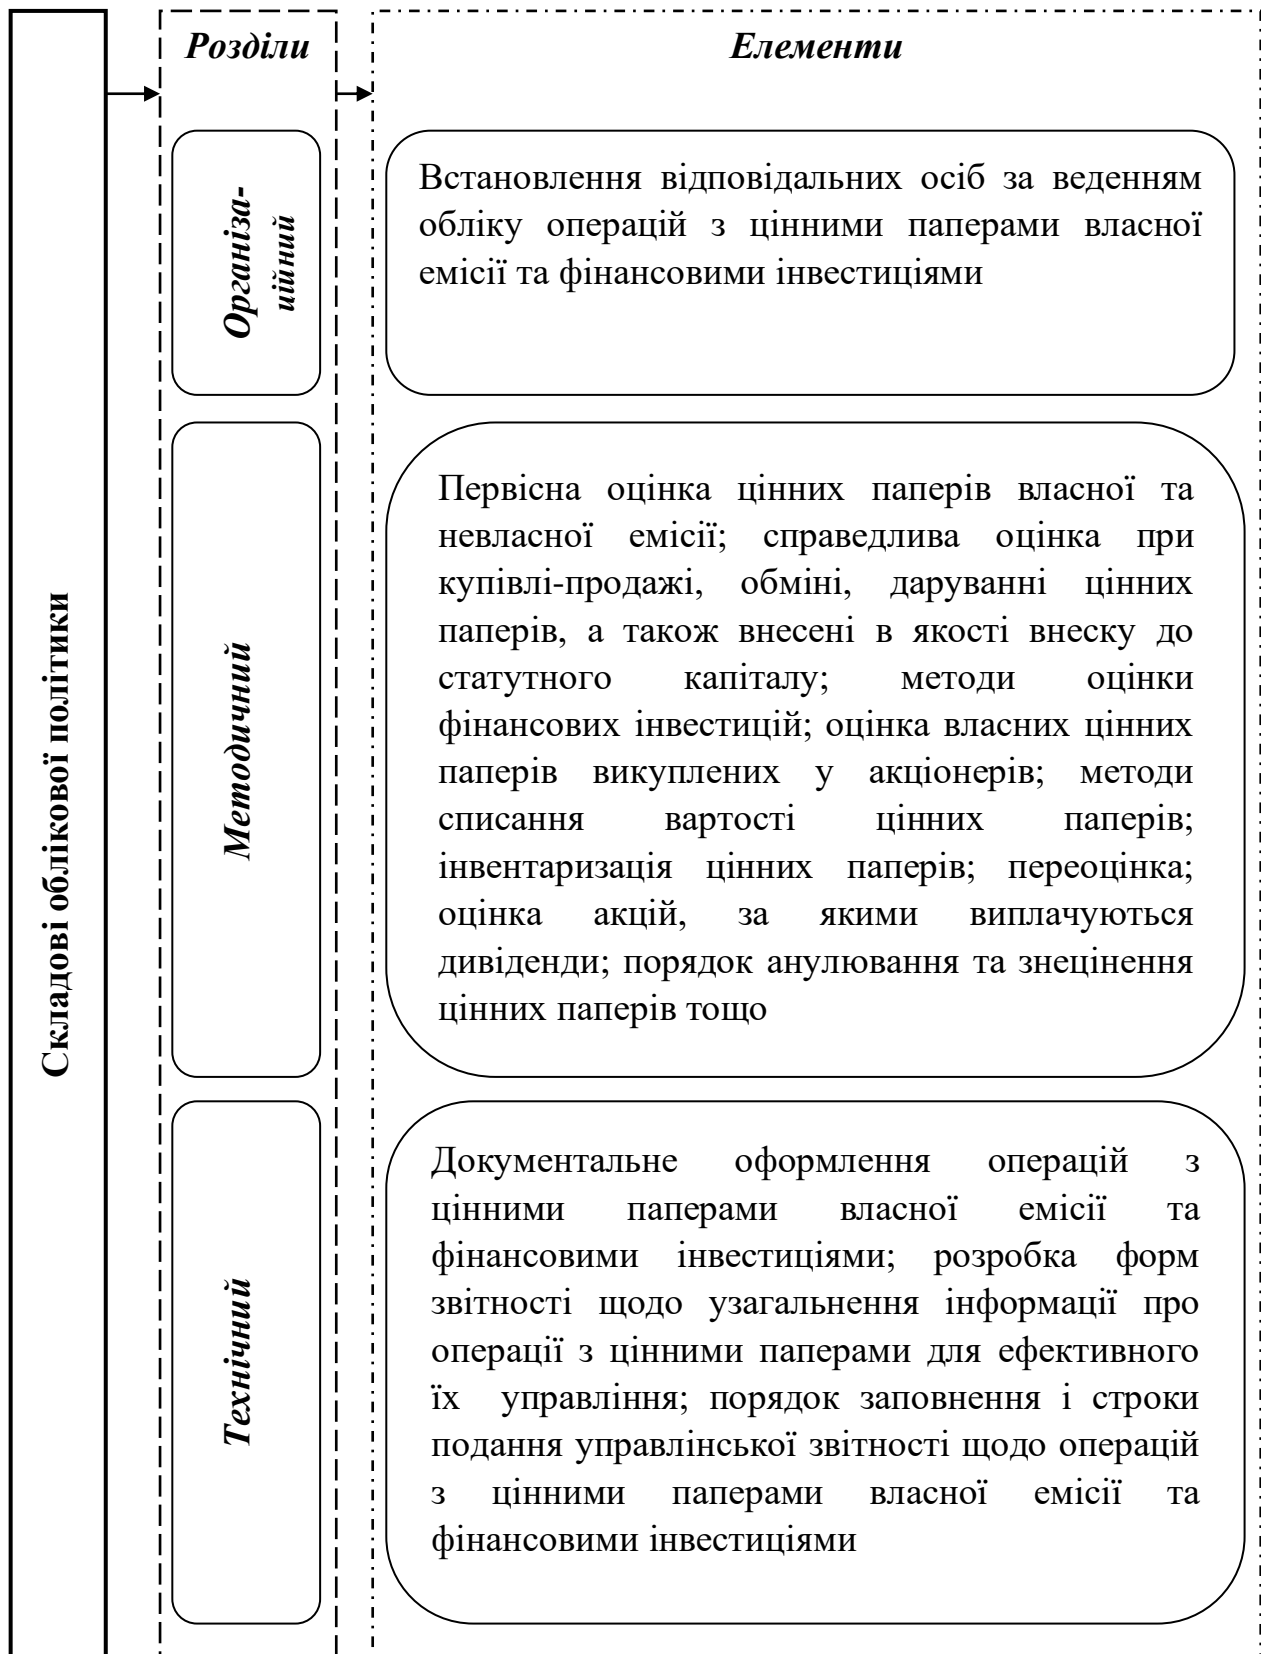 Складові облікової політики
Розділи
Елементи
Організа-
ційний
Встановлення відповідальних осіб за веденням
обліку операцій з цінними паперами власної
емісії та фінансовими інвестиціями
Методичний
Первісна оцінка цінних паперів власної та
невласної емісії; справедлива оцінка при
купівлі-продажі, обміні, даруванні цінних
паперів, а також внесені в якості внеску до
статутного капіталу; методи оцінки
фінансових інвестицій; оцінка власних цінних
паперів викуплених у акціонерів; методи
списання вартості цінних паперів;
інвентаризація цінних паперів; переоцінка;
оцінка акцій, за якими виплачуються
дивіденди; порядок анулювання та знецінення
цінних паперів тощо
Технічний
Документальне оформлення операцій з
цінними паперами власної емісії та
фінансовими інвестиціями; розробка форм
звітності щодо узагальнення інформації про
операції з цінними паперами для ефективного
їх управління; порядок заповнення і строки
подання управлінської звітності щодо операцій
з цінними паперами власної емісії та
фінансовими інвестиціями